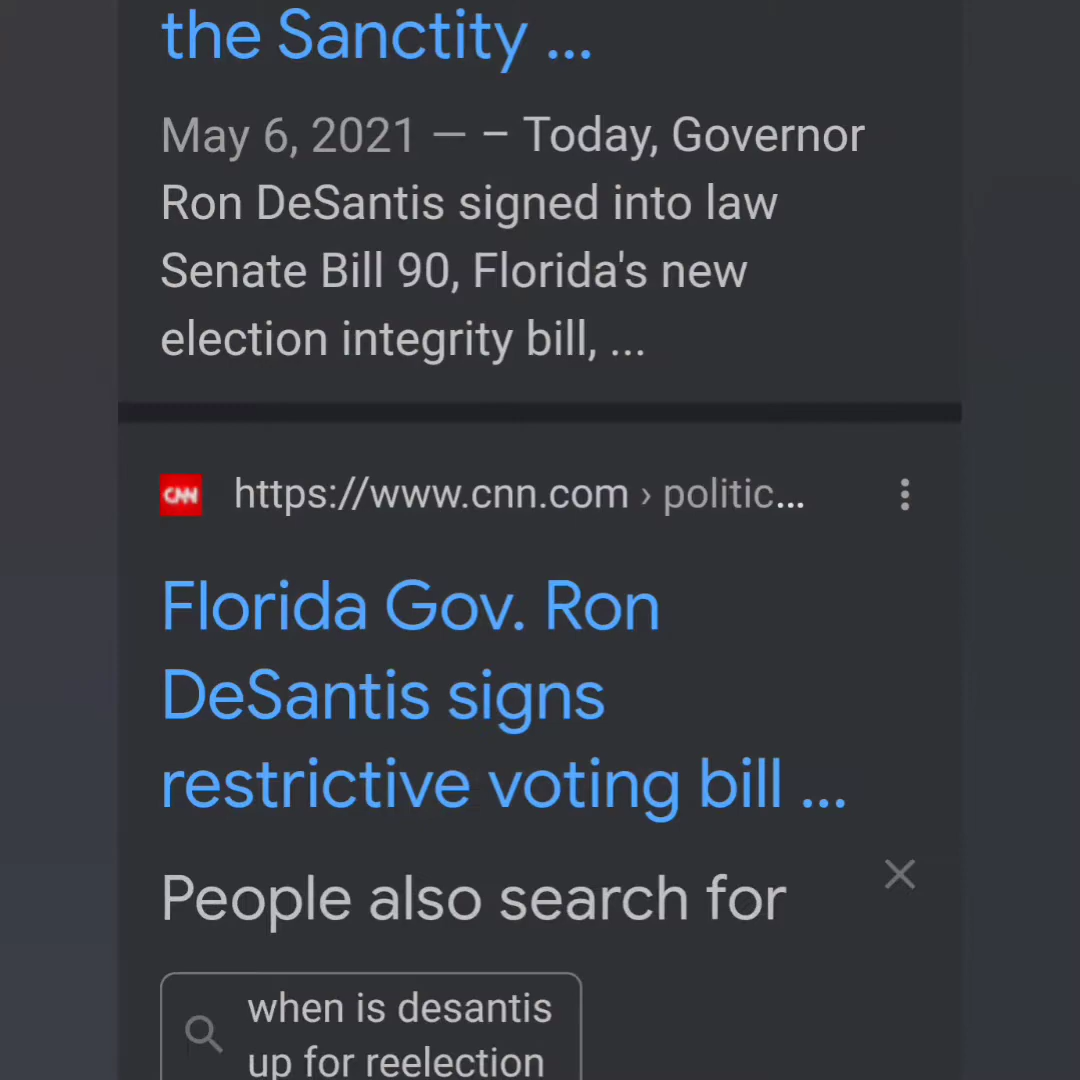 the Sanctity ...
May 6, 2021 — – Today, Governor
Ron DeSantis signed into law
Senate Bill 90, Florida's new
election integrity bill, ...
CNN https://www.cnn.com › politic...
Florida Gov. Ron
DeSantis signs
restrictive voting bill ...
People also search for
when is desantis
up for reelection